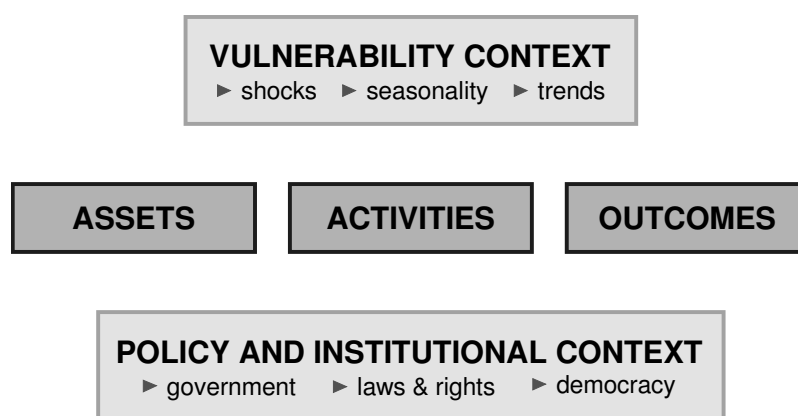 VULNERABILITY CONTEXT
► shocks ► seasonality ► trends
ASSETS ACTIVITIES OUTCOMES
POLICY AND INSTITUTIONAL CONTEXT
► government ► laws & rights ► democracy